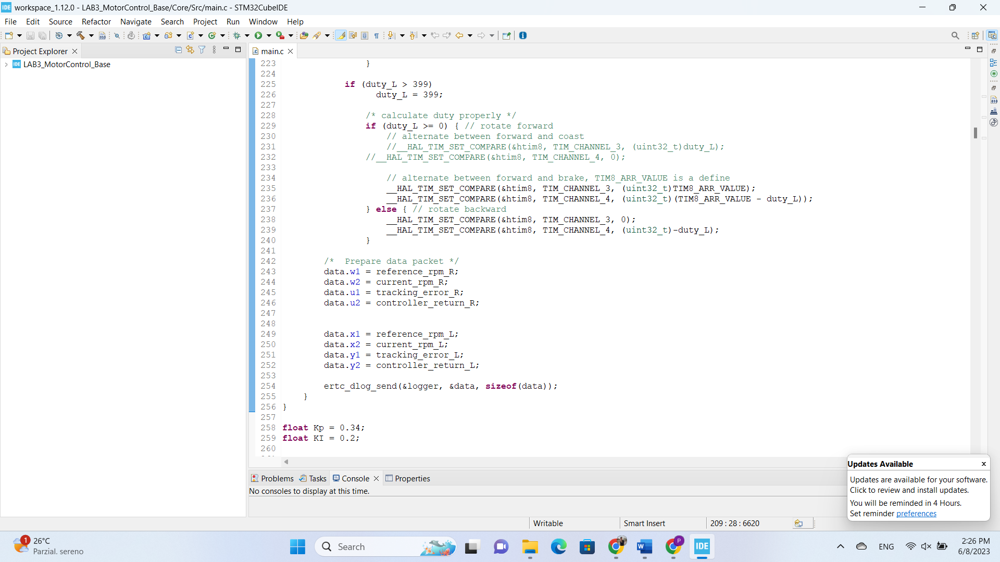 workspace_1.12.0 - LAB3_MotorControl_Base/Core/Src/main.c - STM32CubeIDE
File Edit Source Refactor Navigate Search Project Run Window Help
Project Explorer
main.c
LAB3_MotorControl_Base
223 }
224
225 if (duty_L > 399)
226 duty_L = 399;
227
228 /* calculate duty properly */
229 if (duty_L >= 0) { // rotate forward
230 // alternate between forward and coast
231 //__HAL_TIM_SET_COMPARE(&htim8, TIM_CHANNEL_3, (uint32_t)duty_L);
232 //__HAL_TIM_SET_COMPARE(&htim8, TIM_CHANNEL_4, 0);
233
234 // alternate between forward and brake, TIM8_ARR_VALUE is a define
235 __HAL_TIM_SET_COMPARE(&htim8, TIM_CHANNEL_3, (uint32_t)TIM8_ARR_VALUE);
236 __HAL_TIM_SET_COMPARE(&htim8, TIM_CHANNEL_4, (uint32_t)(TIM8_ARR_VALUE - duty_L));
237 } else { // rotate backward
238 __HAL_TIM_SET_COMPARE(&htim8, TIM_CHANNEL_3, 0);
239 __HAL_TIM_SET_COMPARE(&htim8, TIM_CHANNEL_4, (uint32_t)-duty_L);
240 }
241
242 /*  Prepare data packet */
243 data.w1 = reference_rpm_R;
244 data.w2 = current_rpm_R;
245 data.u1 = tracking_error_R;
246 data.u2 = controller_return_R;
247
248
249 data.x1 = reference_rpm_L;
250 data.x2 = current_rpm_L;
251 data.y1 = tracking_error_L;
252 data.y2 = controller_return_L;
253
254 ertc_dlog_send(&logger, &data, sizeof(data));
255 }
256 }
257
258 float Kp = 0.34;
259 float KI = 0.2;
260
Problems Tasks Console Properties
No consoles to display at this time.
Updates Available
Updates are available for your software.
Click to review and install updates.
You will be reminded in 4 Hours.
Set reminder preferences
Writable Smart Insert 209 : 28 : 6620
1
26°C
Parzial. sereno
Search
P
IDE
ENG
2:26 PM
6/8/2023